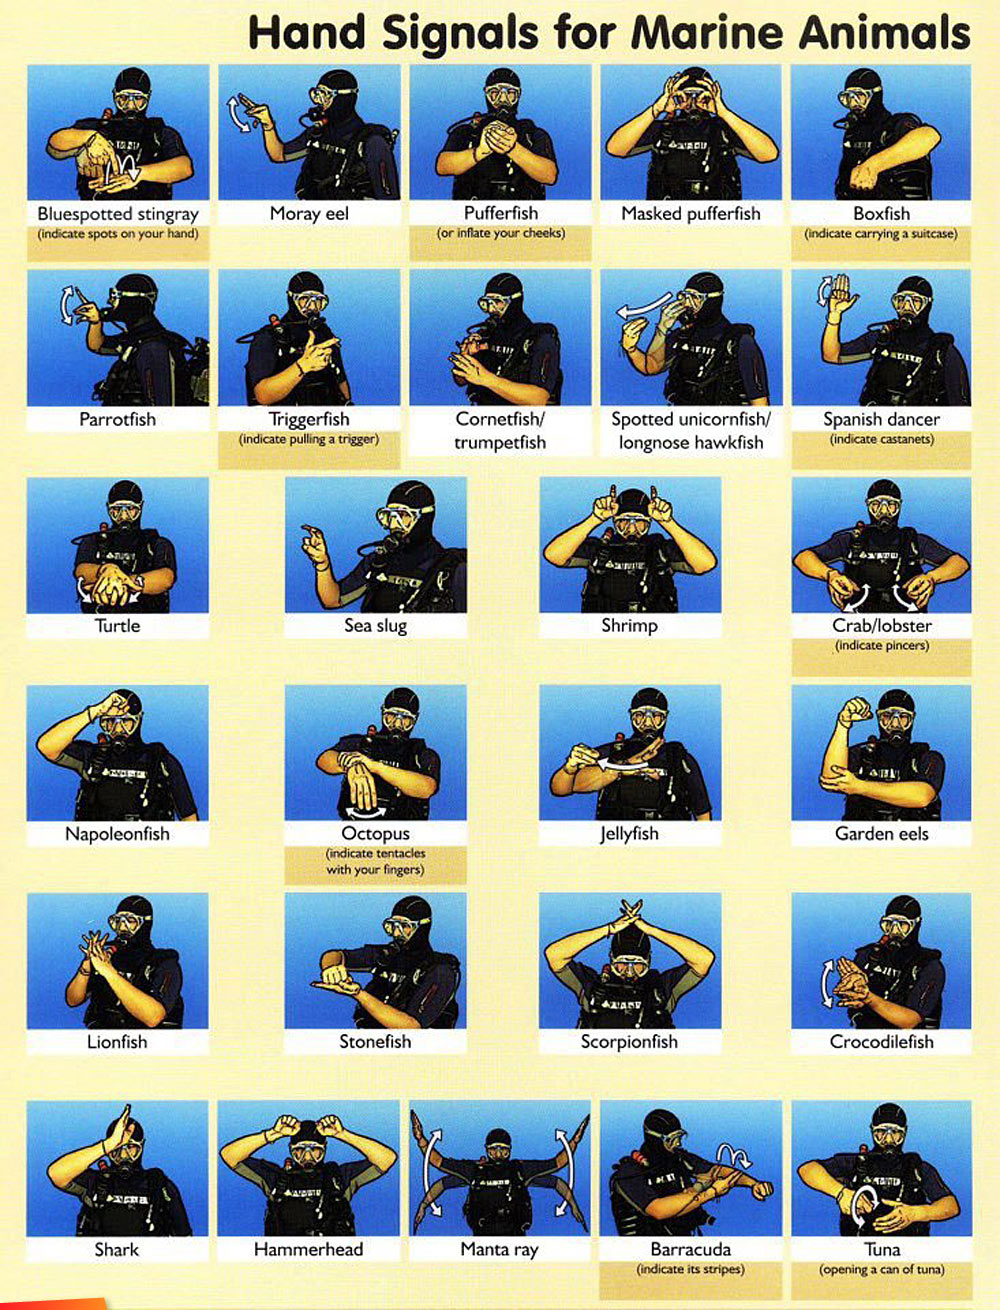 Hand Signals for Marine Animals
Bluespotted stingray
(indicate spots on your hand)
Moray eel
Pufferfish
(or inflate your cheeks)
Masked pufferfish
Boxfish
(indicate carrying a suitcase)
Parrotfish
Triggerfish
(indicate pulling a trigger)
Cornetfish/
trumpetfish
Spotted unicornfish/
longnose hawkfish
Spanish dancer
(indicate castanets)
Turtle
Sea slug
Shrimp
Crab/lobster
(indicate pincers)
Napoleonfish
Octopus
(indicate tentacles
with your fingers)
Jellyfish
Garden eels
Lionfish
Stonefish
Scorpionfish
Crocodilefish
Shark
Hammerhead
Manta ray
Barracuda
(indicate its stripes)
Tuna
(opening a can of tuna)